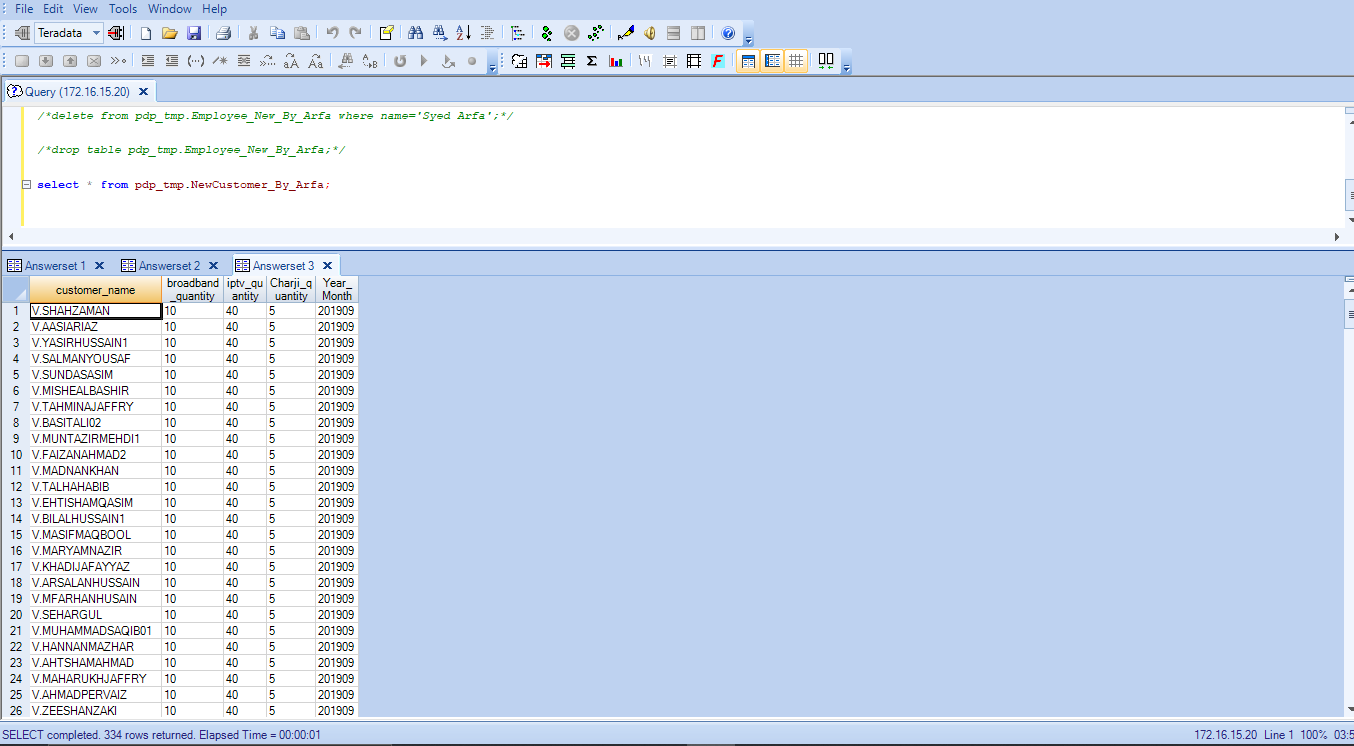 File Edit View Tools Window Help
Teradata
Query (172.16.15.20)
/*delete from pdp_tmp.Employee_New_By_Arfa where name='Syed Arfa';*/
/*drop table pdp_tmp.Employee_New_By_Arfa;*/
select * from pdp_tmp.NewCustomer_By_Arfa;
Answerset 1 Answerset 2 Answerset 3
customer_name broadband_quantity iptv_quantity Charji_quantity Year_Month
1 V.SHAHZAMAN 10 40 5 201909
2 V.AASIARIAZ 10 40 5 201909
3 V.YASIRHUSSAIN1 10 40 5 201909
4 V.SALMANYOUSAF 10 40 5 201909
5 V.SUNDASASIM 10 40 5 201909
6 V.MISHEALBASHIR 10 40 5 201909
7 V.TAHMINAJAFFRY 10 40 5 201909
8 V.BASITALI02 10 40 5 201909
9 V.MUNTAZIRMEHDI1 10 40 5 201909
10 V.FAIZANAHMAD2 10 40 5 201909
11 V.MADNANKHAN 10 40 5 201909
12 V.TALHAHABIB 10 40 5 201909
13 V.EHTISHAMQASIM 10 40 5 201909
14 V.BILALHUSSAIN1 10 40 5 201909
15 V.MASIFMAQBOOL 10 40 5 201909
16 V.MARYAMNAZIR 10 40 5 201909
17 V.KHADIJAFAYYAZ 10 40 5 201909
18 V.ARSALANHUSSAIN 10 40 5 201909
19 V.MFARHANHUSAIN 10 40 5 201909
20 V.SEHARGUL 10 40 5 201909
21 V.MUHAMMADSAQIB01 10 40 5 201909
22 V.HANNANMAZHAR 10 40 5 201909
23 V.AHTSHAMAHMAD 10 40 5 201909
24 V.MAHARUKHJAFFRY 10 40 5 201909
25 V.AHMADPERVAIZ 10 40 5 201909
26 V.ZEESHANZAKI 10 40 5 201909
SELECT completed. 334 rows returned. Elapsed Time = 00:00:01 172.16.15.20 Line 1 100% 03:5